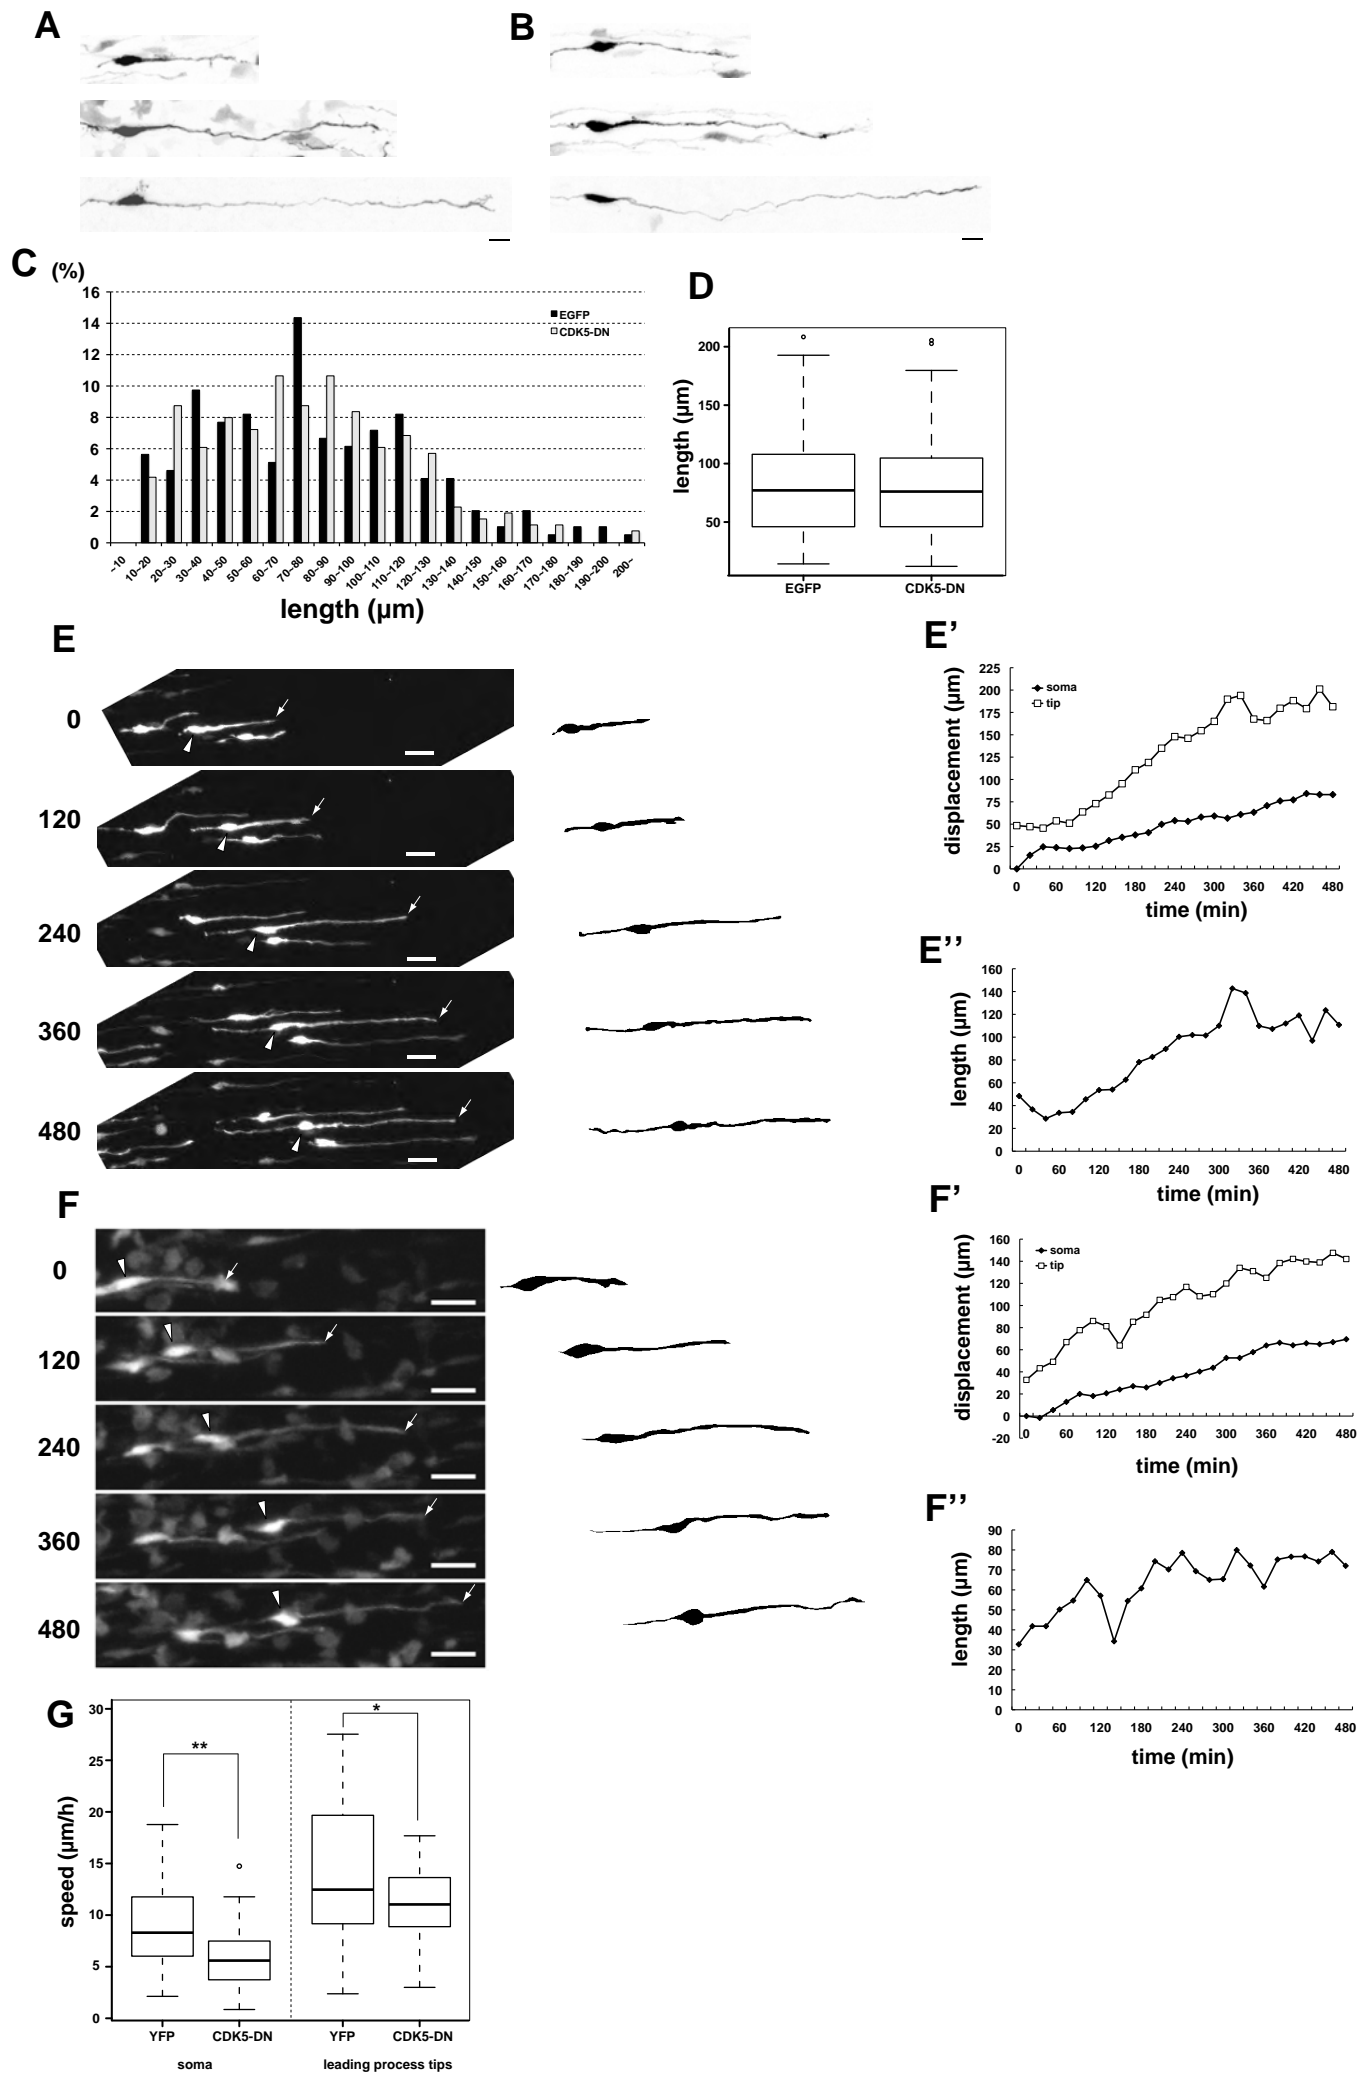 A
B
C
(%)
16
14
12
10
8
6
4
2
0
EGFP
CDK5-DN
~10
10~20
20~30
30~40
40~50
50~60
60~70
70~80
80~90
90~100
100~110
110~120
120~130
130~140
140~150
150~160
160~170
170~180
180~190
190~200
200~
length (µm)
D
length (µm)
200
150
100
50
EGFP CDK5-DN
E
0
120
240
360
480
E’
displacement (µm)
225
200
175
150
125
100
75
50
25
0
soma
tip
0 60 120 180 240 300 360 420 480
time (min)
E’’
length (µm)
160
140
120
100
80
60
40
20
0
0 60 120 180 240 300 360 420 480
time (min)
F
0
120
240
360
480
F’
displacement (µm)
160
140
120
100
80
60
40
20
0
-20
soma
tip
0 60 120 180 240 300 360 420 480
time (min)
F’’
length (µm)
90
80
70
60
50
40
30
20
10
0
0 60 120 180 240 300 360 420 480
time (min)
G
speed (µm/h)
30
25
20
15
10
5
0
**
*
YFP CDK5-DN YFP CDK5-DN
soma leading process tips